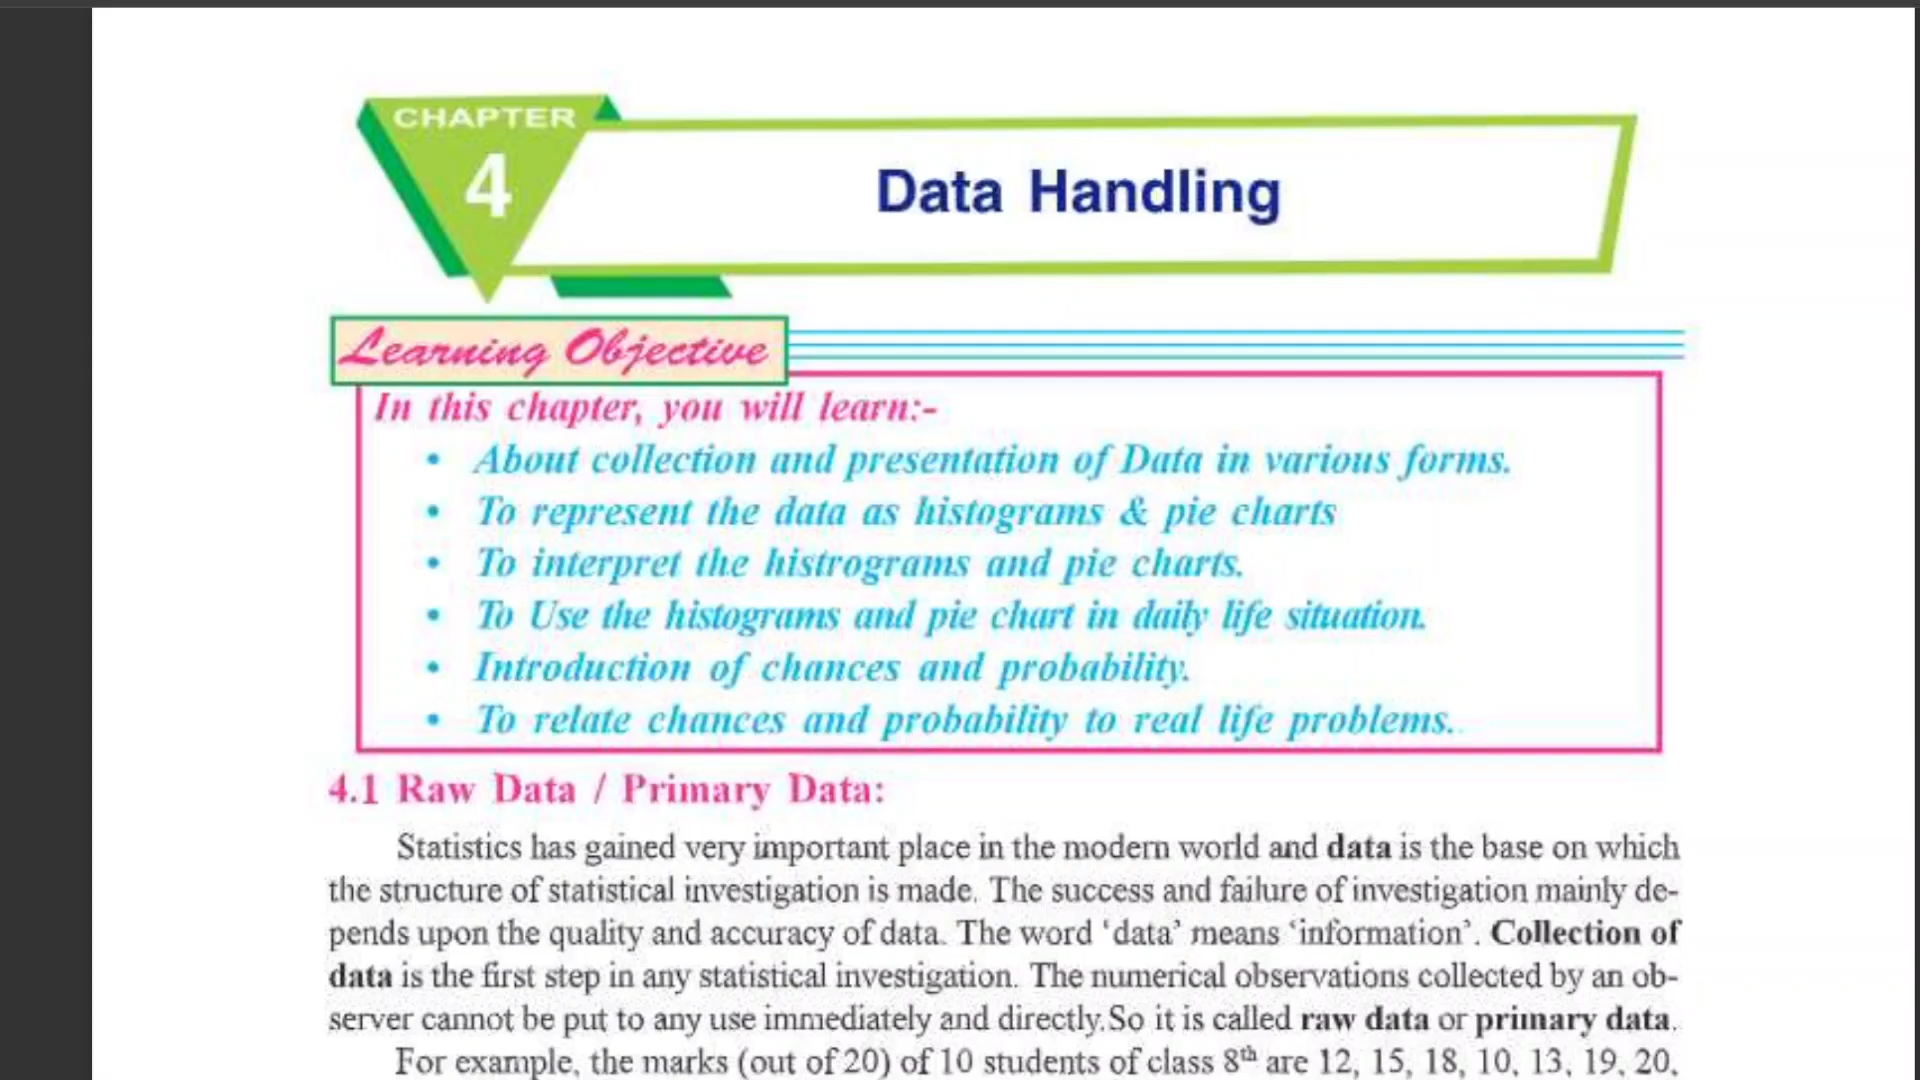 CHAPTER
4
Data Handling
Learning Objective
In this chapter, you will learn:-
• About collection and presentation of Data in various forms.
• To represent the data as histograms & pie charts
• To interpret the histrograms and pie charts.
• To Use the histograms and pie chart in daily life situation.
• Introduction of chances and probability.
• To relate chances and probability to real life problems.
4.1 Raw Data / Primary Data:
Statistics has gained very important place in the modern world and data is the base on which
the structure of statistical investigation is made. The success and failure of investigation mainly de-
pends upon the quality and accuracy of data. The word ‘data’ means ‘information’. Collection of
data is the first step in any statistical investigation. The numerical observations collected by an ob-
server cannot be put to any use immediately and directly.So it is called raw data or primary data.
For example, the marks (out of 20) of 10 students of class 8th are 12, 15, 18, 10, 13, 19, 20,